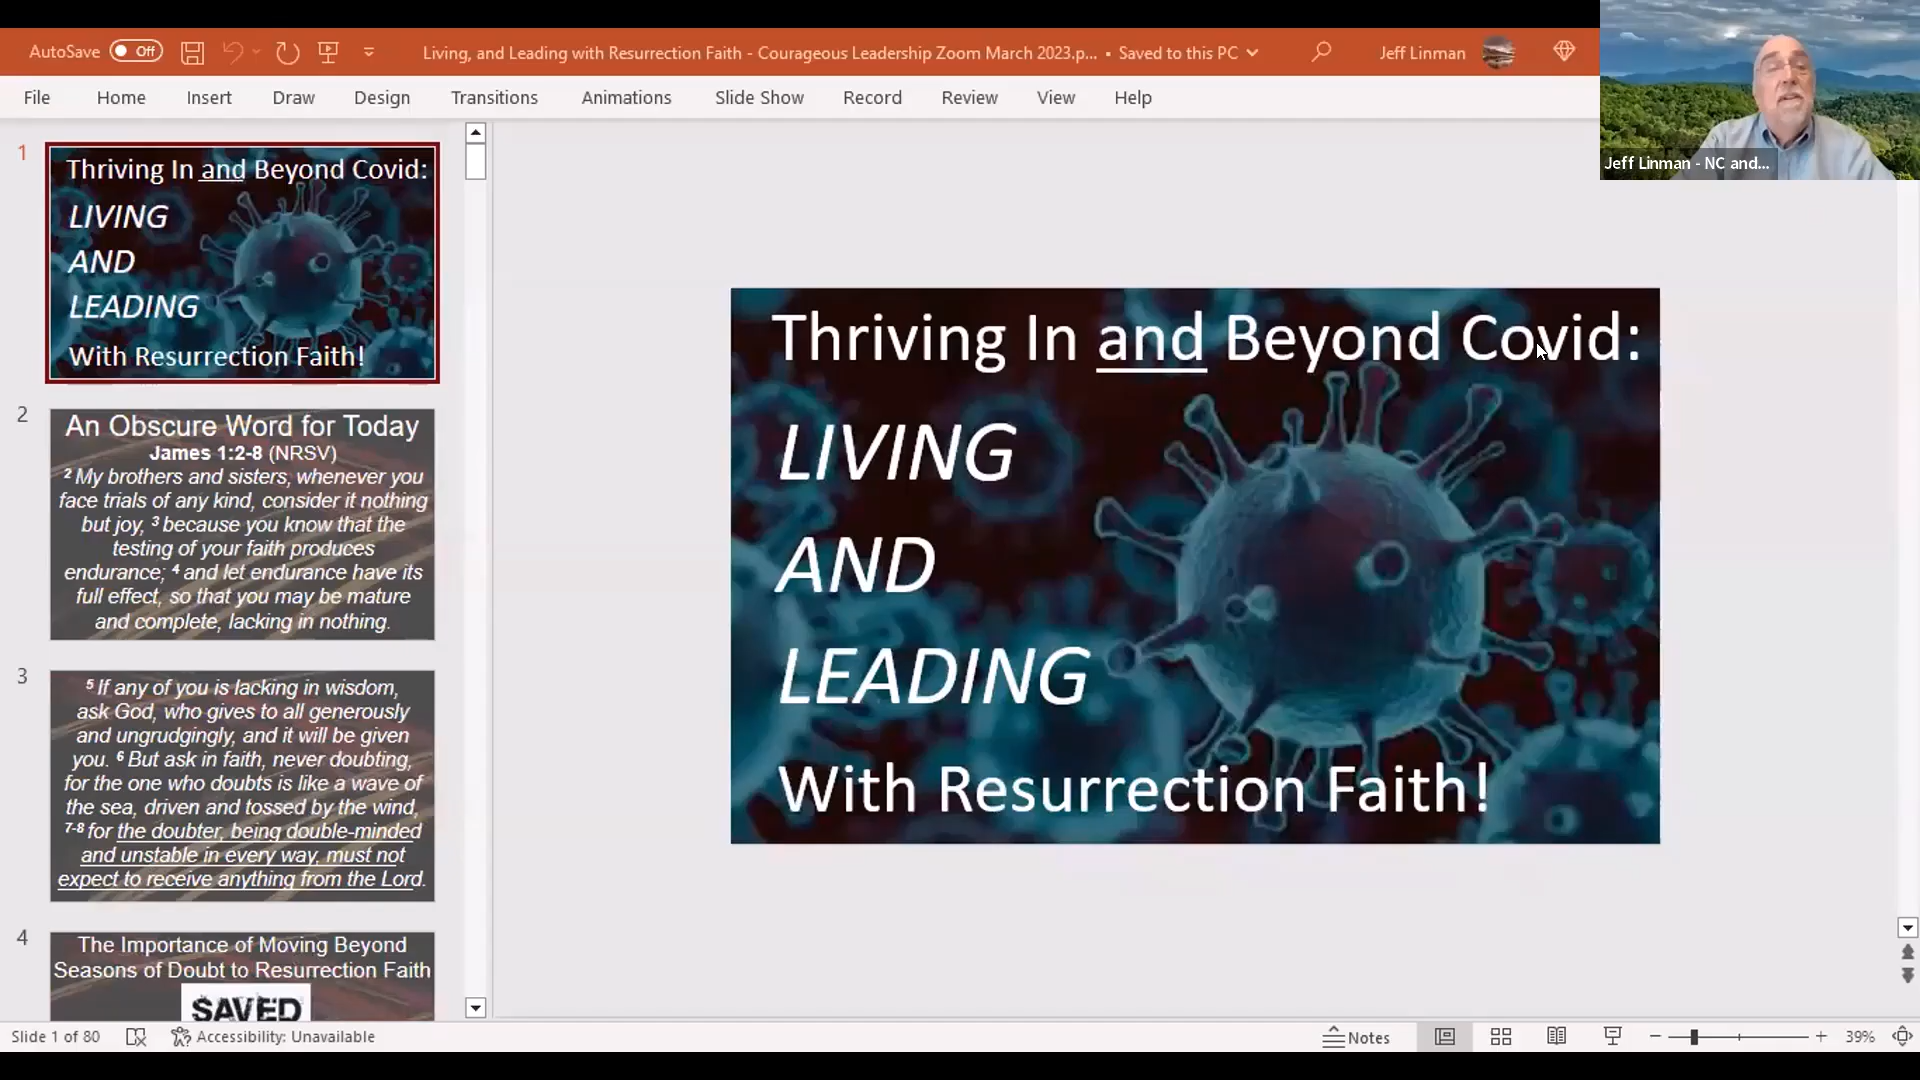 AutoSave Off
Living, and Leading with Resurrection Faith - Courageous Leadership Zoom March 2023.p... • Saved to this PC
Jeff Linman
File Home Insert Draw Design Transitions Animations Slide Show Record Review View Help
Jeff Linman - NC and...
1
Thriving In and Beyond Covid:
LIVING
AND
LEADING
With Resurrection Faith!
2
An Obscure Word for Today
James 1:2-8 (NRSV)
2 My brothers and sisters, whenever you
face trials of any kind, consider it nothing
but joy, 3 because you know that the
testing of your faith produces
endurance; 4 and let endurance have its
full effect, so that you may be mature
and complete, lacking in nothing.
3
5 If any of you is lacking in wisdom,
ask God, who gives to all generously
and ungrudgingly, and it will be given
you. 6 But ask in faith, never doubting,
for the one who doubts is like a wave of
the sea, driven and tossed by the wind,
7-8 for the doubter, being double-minded
and unstable in every way, must not
expect to receive anything from the Lord.
4
The Importance of Moving Beyond
Seasons of Doubt to Resurrection Faith
SAVED
Thriving In and Beyond Covid:
LIVING
AND
LEADING
With Resurrection Faith!
Slide 1 of 80
Accessibility: Unavailable
Notes
39%